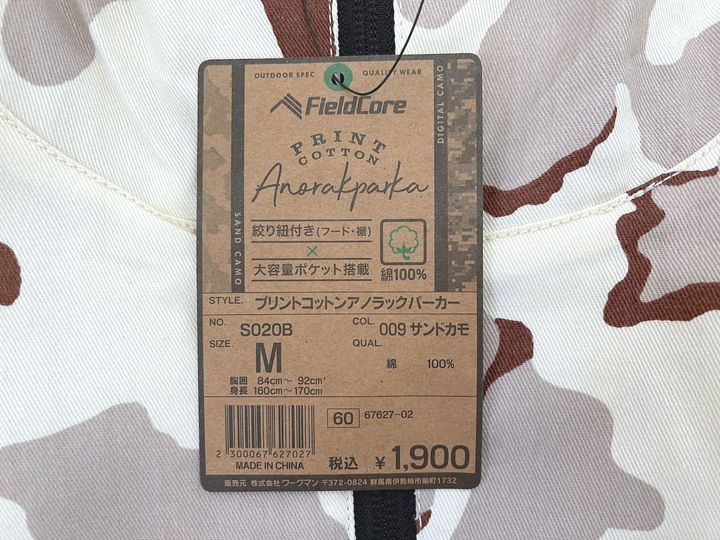 OUTDOOR SPEC QUALITY WEAR
FieldCore
PRINT
COTTON
Anorakparka
DIGITAL CAMO
SAND CAMO
絞り紐付き(フード・裾)
×
大容量ポケット搭載
綿100%
STYLE. プリントコットンアノラックパーカー
NO. S020B
COL. 009 サンドカモ
SIZE. M
QUAL. 綿 100%
胸囲 84cm～ 92cm
身長 160cm～170cm
60 67627-02
2 300067 627027
MADE IN CHINA
税込 ¥1,900
販売元 株式会社 ワークマン 〒372-0824 群馬県伊勢崎市柴町1732